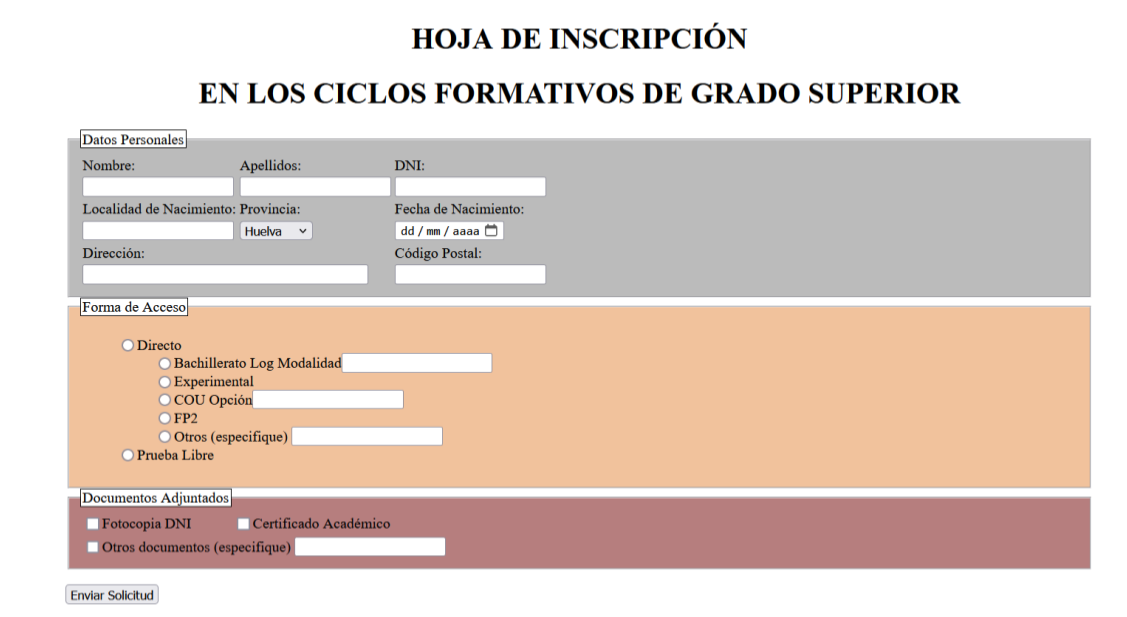 HOJA DE INSCRIPCIÓN
EN LOS CICLOS FORMATIVOS DE GRADO SUPERIOR
Datos Personales
Nombre: Apellidos: DNI:
Localidad de Nacimiento: Provincia: Fecha de Nacimiento:
Huelva dd / mm / aaaa
Dirección: Código Postal:
Forma de Acceso
Directo
Bachillerato Log Modalidad
Experimental
COU Opción
FP2
Otros (especifique)
Prueba Libre
Documentos Adjuntados
Fotocopia DNI Certificado Académico
Otros documentos (especifique)
Enviar Solicitud